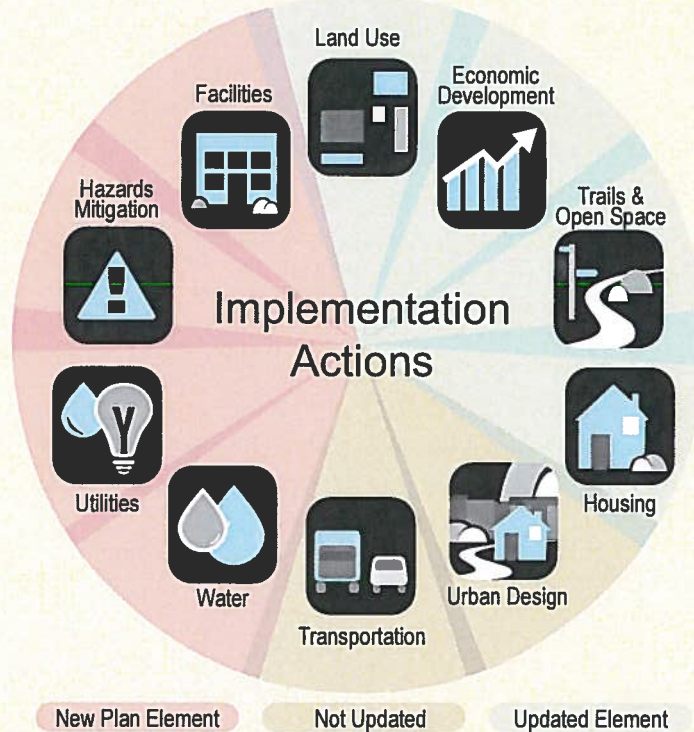 Land Use
Economic
Development
Facilities
Hazards
Mitigation
Trails &
Open Space
Implementation
Actions
Utilities
Housing
Water
Urban Design
Transportation
New Plan Element
Not Updated
Updated Element